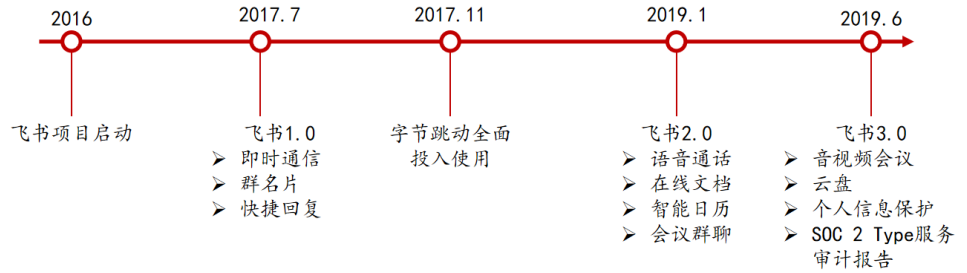 2016
2017.7
2017.11
2019.1
2019.6
飞书项目启动
飞书1.0
➢ 即时通信
➢ 群名片
➢ 快捷回复
字节跳动全面
投入使用
飞书2.0
➢ 语音通话
➢ 在线文档
➢ 智能日历
➢ 会议群聊
飞书3.0
➢ 音视频会议
➢ 云盘
➢ 个人信息保护
➢ SOC 2 Type服务
审计报告